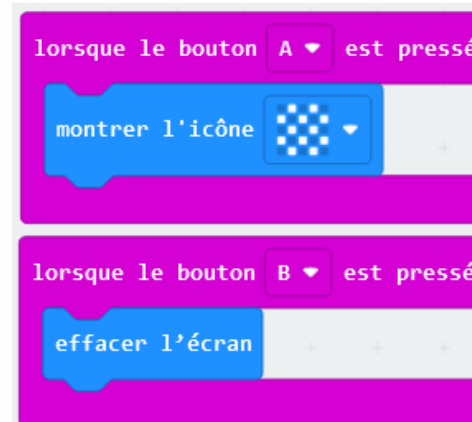 lorsque le bouton A est pressé
montrer l'icône
lorsque le bouton B est pressé
effacer l’écran